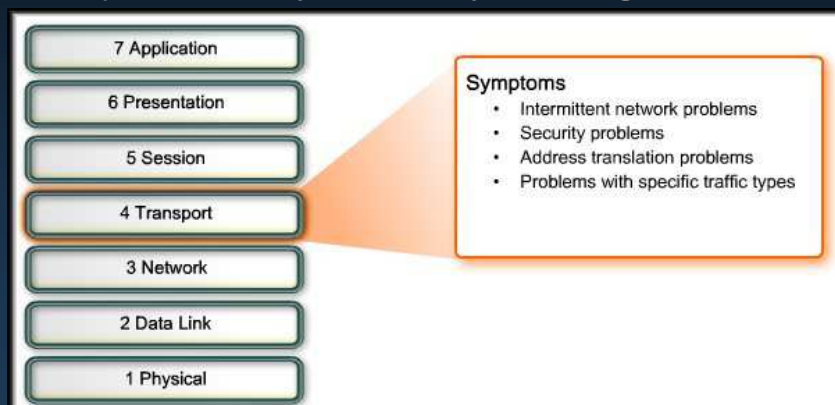 7 Application
6 Presentation
5 Session
4 Transport
3 Network
2 Data Link
1 Physical
Symptoms
• Intermittent network problems
• Security problems
• Address translation problems
• Problems with specific traffic types